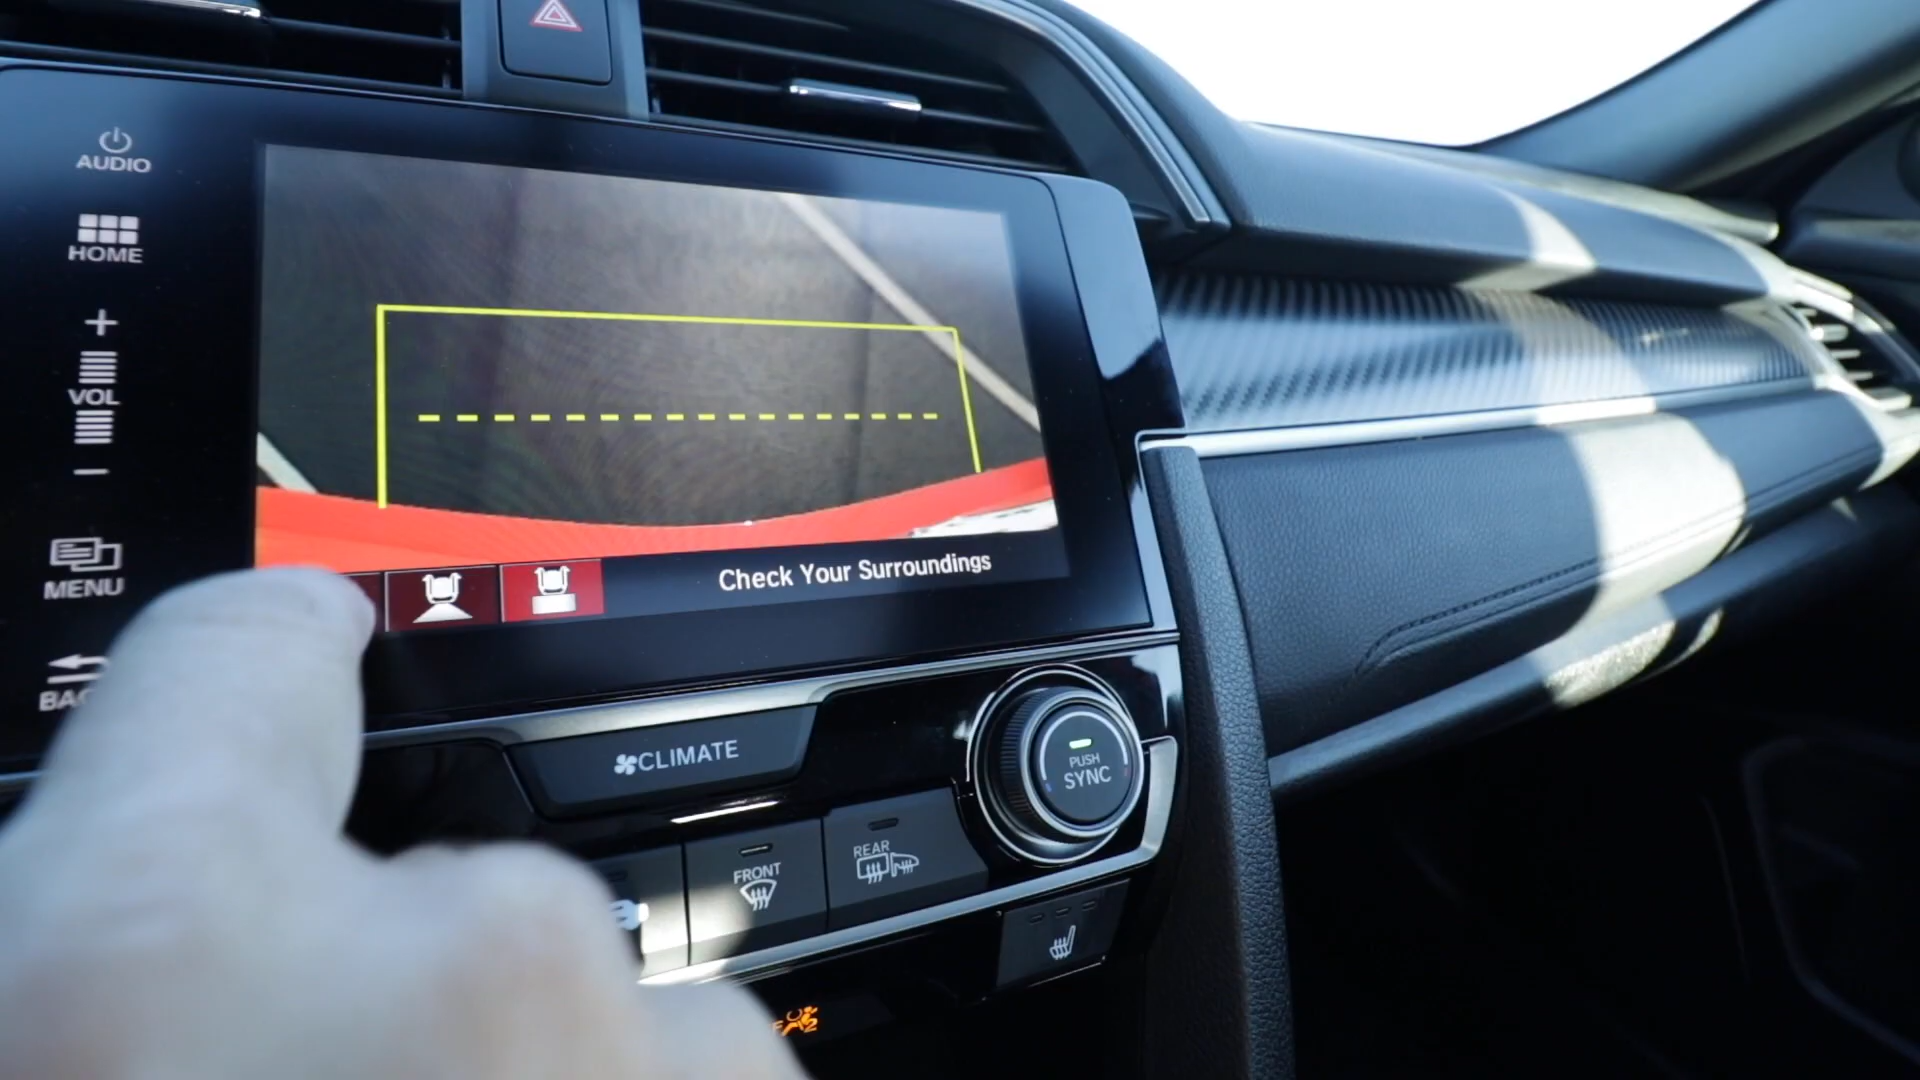 AUDIO
HOME
VOL
MENU
Check Your Surroundings
CLIMATE
PUSH
SYNC
FRONT
REAR